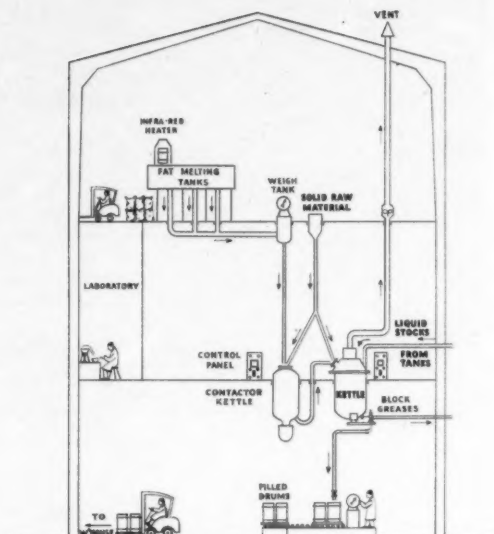 VENT
INFRA-RED
HEATER
FAT MELTING
TANKS
WEIGH
TANK
SOLID RAW
MATERIAL
LABORATORY
LIQUID
STOCKS
FROM
TANKS
CONTROL
PANEL
CONTACTOR
KETTLE
KETTLE
BLOCK
GREASES
FILLED
DRUMS
TO